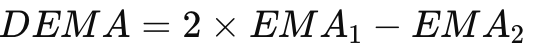 DEMA = 2 × EMA₁ − EMA₂